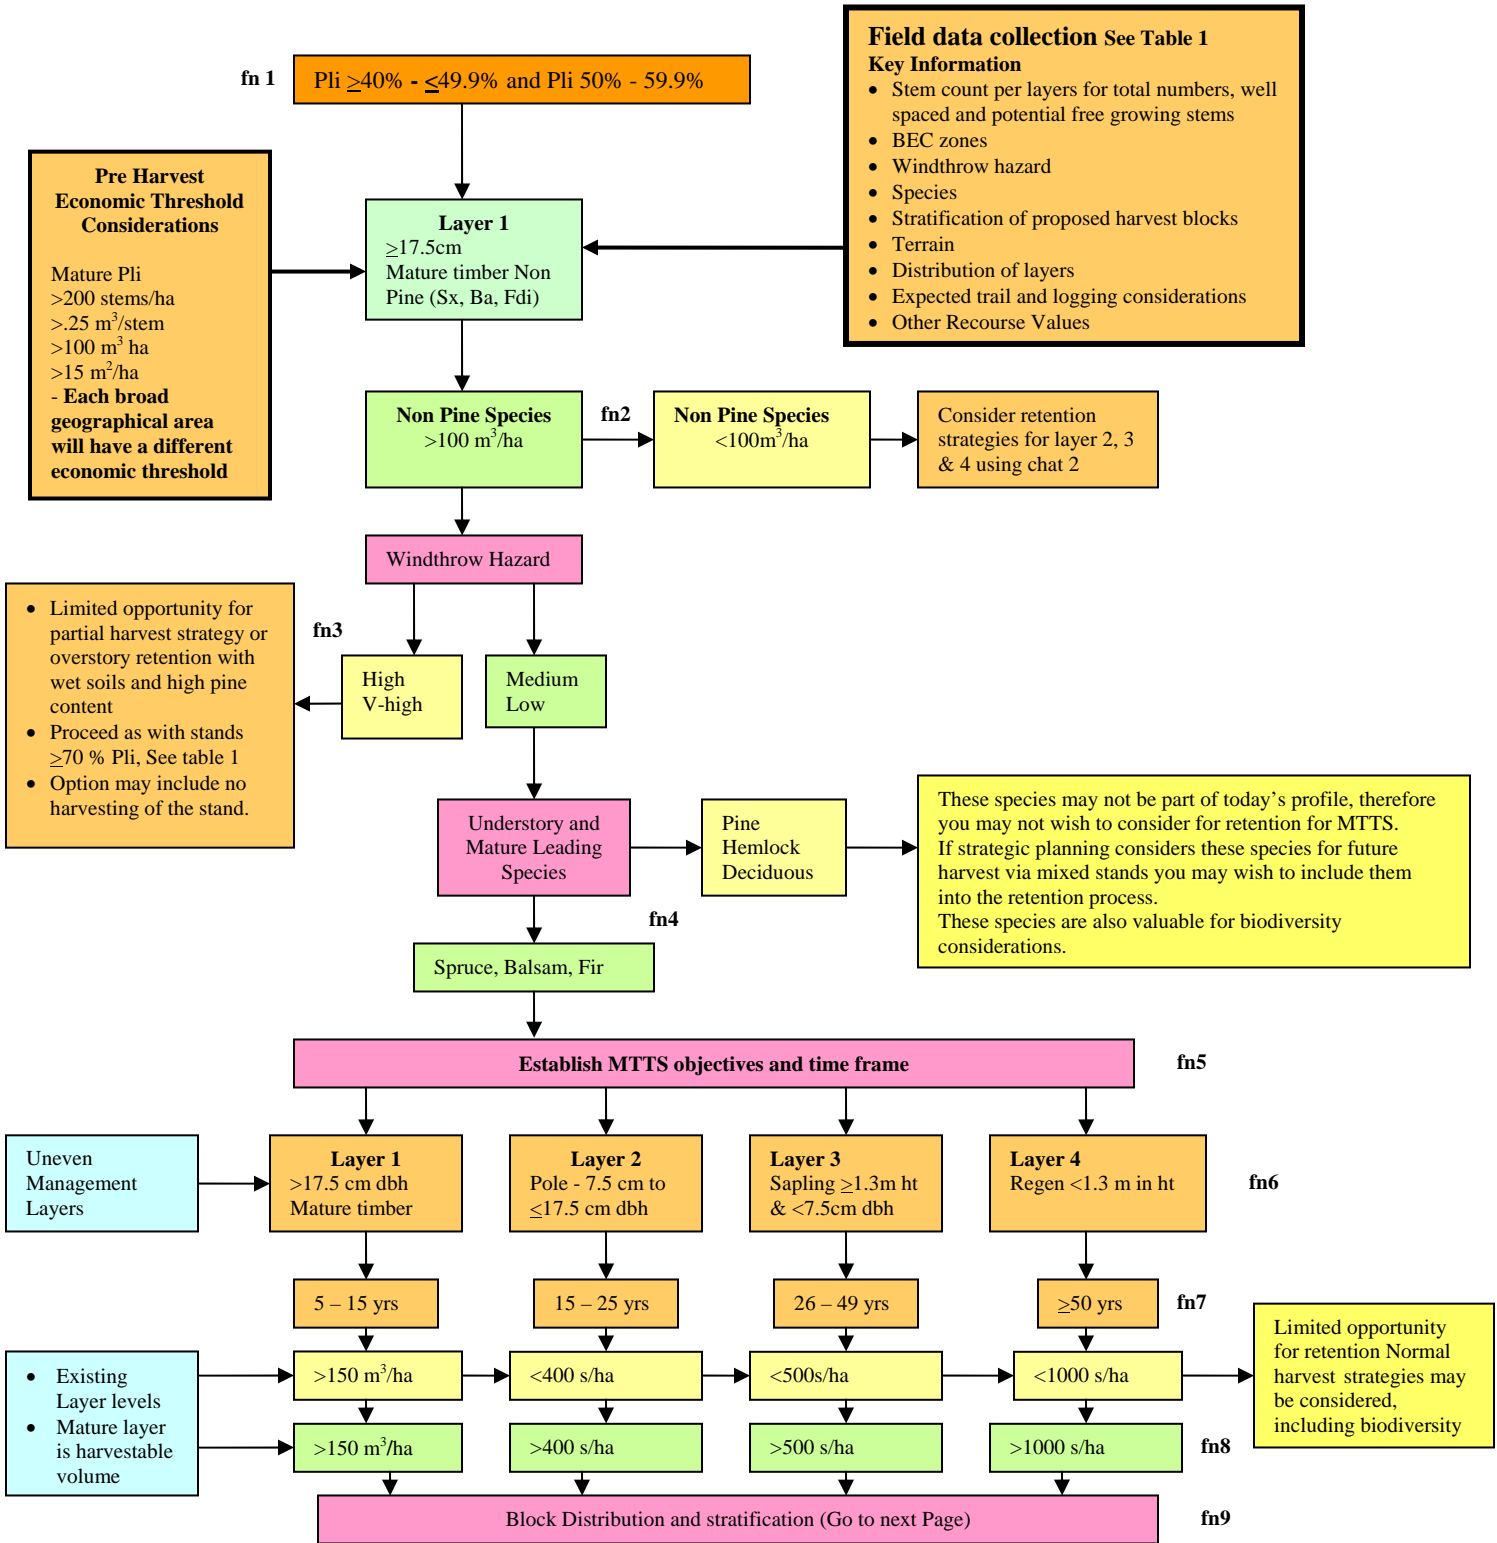 Field data collection See Table 1
Key Information
• Stem count per layers for total numbers, well
spaced and potential free growing stems
• BEC zones
• Windthrow hazard
• Species
• Stratification of proposed harvest blocks
• Terrain
• Distribution of layers
• Expected trail and logging considerations
• Other Recourse Values
fn 1
Pli ≥40% - ≤49.9% and Pli 50% - 59.9%
Pre Harvest
Economic Threshold
Considerations
Mature Pli
>200 stems/ha
>.25 m³/stem
>100 m³ ha
>15 m²/ha
- Each broad
geographical area
will have a different
economic threshold
Layer 1
≥17.5cm
Mature timber Non
Pine (Sx, Ba, Fdi)
Non Pine Species
>100 m³/ha
fn2
Non Pine Species
<100m³/ha
Consider retention
strategies for layer 2, 3
& 4 using chat 2
Windthrow Hazard
• Limited opportunity for
partial harvest strategy or
overstory retention with
wet soils and high pine
content
• Proceed as with stands
≥70 % Pli, See table 1
• Option may include no
harvesting of the stand.
fn3
High
V-high
Medium
Low
Understory and
Mature Leading
Species
Pine
Hemlock
Deciduous
These species may not be part of today's profile, therefore
you may not wish to consider for retention for MTTS.
If strategic planning considers these species for future
harvest via mixed stands you may wish to include them
into the retention process.
These species are also valuable for biodiversity
considerations.
fn4
Spruce, Balsam, Fir
Establish MTTS objectives and time frame
fn5
Uneven
Management
Layers
Layer 1
>17.5 cm dbh
Mature timber
Layer 2
Pole - 7.5 cm to
≤17.5 cm dbh
Layer 3
Sapling ≥1.3m ht
& <7.5cm dbh
Layer 4
Regen <1.3 m in ht
fn6
5 – 15 yrs
15 – 25 yrs
26 – 49 yrs
≥50 yrs
fn7
• Existing
Layer levels
• Mature layer
is harvestable
volume
>150 m³/ha
<400 s/ha
<500s/ha
<1000 s/ha
Limited opportunity
for retention Normal
harvest strategies may
be considered,
including biodiversity
>150 m³/ha
>400 s/ha
>500 s/ha
>1000 s/ha
fn8
Block Distribution and stratification (Go to next Page)
fn9